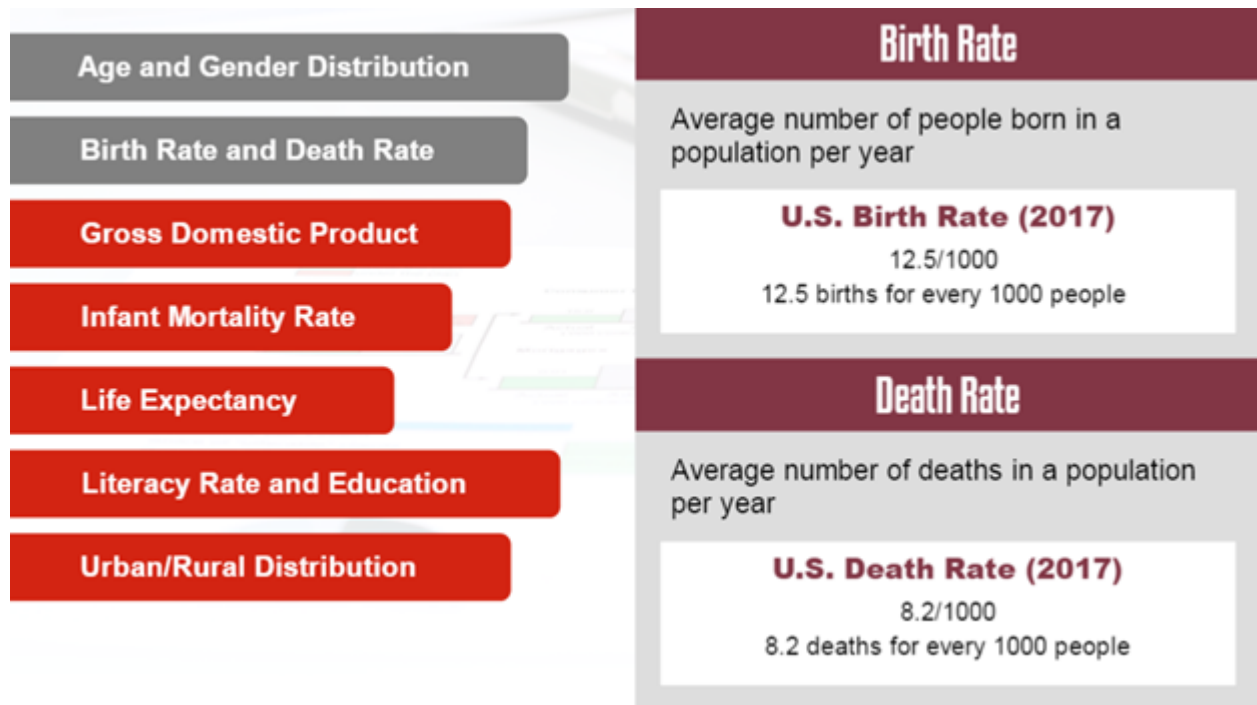 Age and Gender Distribution
Birth Rate and Death Rate
Gross Domestic Product
Infant Mortality Rate
Life Expectancy
Literacy Rate and Education
Urban/Rural Distribution
Birth Rate
Average number of people born in a
population per year
U.S. Birth Rate (2017)
12.5/1000
12.5 births for every 1000 people
Death Rate
Average number of deaths in a population
per year
U.S. Death Rate (2017)
8.2/1000
8.2 deaths for every 1000 people